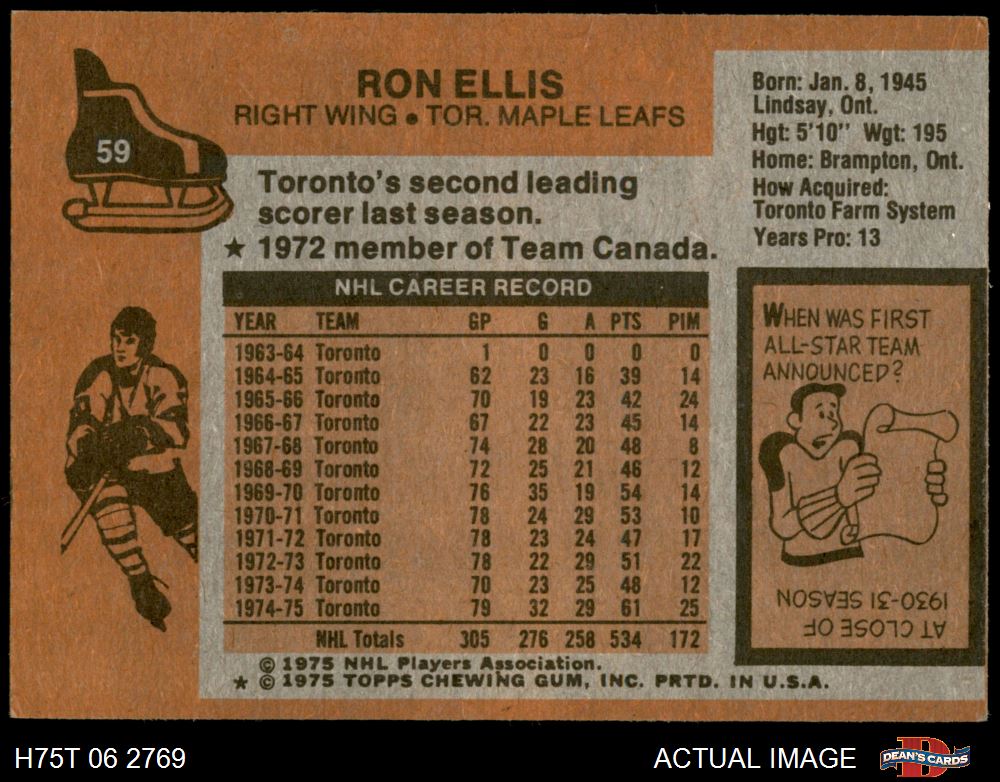 59
RON ELLIS
RIGHT WING • TOR. MAPLE LEAFS
Born: Jan. 8, 1945
Lindsay, Ont.
Hgt: 5'10" Wgt: 195
Home: Brampton, Ont.
How Acquired:
Toronto Farm System
Years Pro: 13
Toronto's second leading
scorer last season.
★ 1972 member of Team Canada.
NHL CAREER RECORD
YEAR TEAM GP G A PTS PIM
1963-64 Toronto 1 0 0 0 0
1964-65 Toronto 62 23 16 39 14
1965-66 Toronto 70 19 23 42 24
1966-67 Toronto 67 22 23 45 14
1967-68 Toronto 74 28 20 48 8
1968-69 Toronto 72 25 21 46 12
1969-70 Toronto 76 35 19 54 14
1970-71 Toronto 78 24 29 53 10
1971-72 Toronto 78 23 24 47 17
1972-73 Toronto 78 22 29 51 22
1973-74 Toronto 70 23 25 48 12
1974-75 Toronto 79 32 29 61 25
NHL Totals 305 276 258 534 172
WHEN WAS FIRST
ALL-STAR TEAM
ANNOUNCED?
AT CLOSE OF
1930-31 SEASON
© 1975 NHL Players Association.
★ © 1975 TOPPS CHEWING GUM, INC. PRTD. IN U.S.A.
H75T 06 2769
ACTUAL IMAGE
D
DEAN'S CARDS